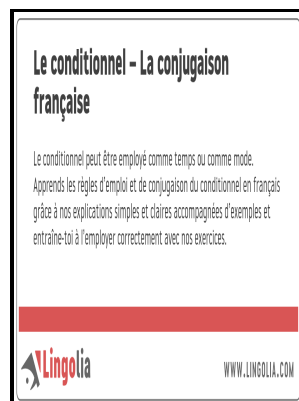 Le conditionnel – La conjugaison
française
Le conditionnel peut être employé comme temps ou comme mode.
Apprends les règles d'emploi et de conjugaison du conditionnel en français
grâce à nos explications simples et claires accompagnées d'exemples et
entraîne-toi à l'employer correctement avec nos exercices.
Lingolia
WWW.LINGOLIA.COM